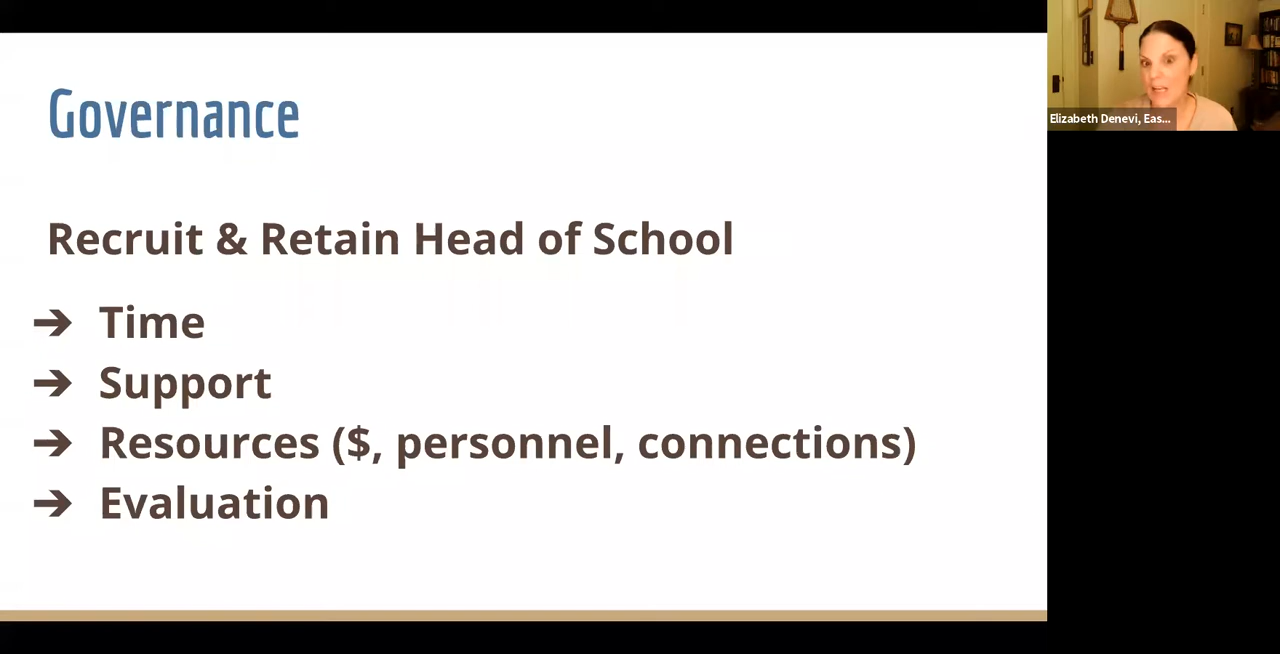 Governance
Recruit & Retain Head of School
➔ Time
➔ Support
➔ Resources ($, personnel, connections)
➔ Evaluation
Elizabeth Denevi, Eas...